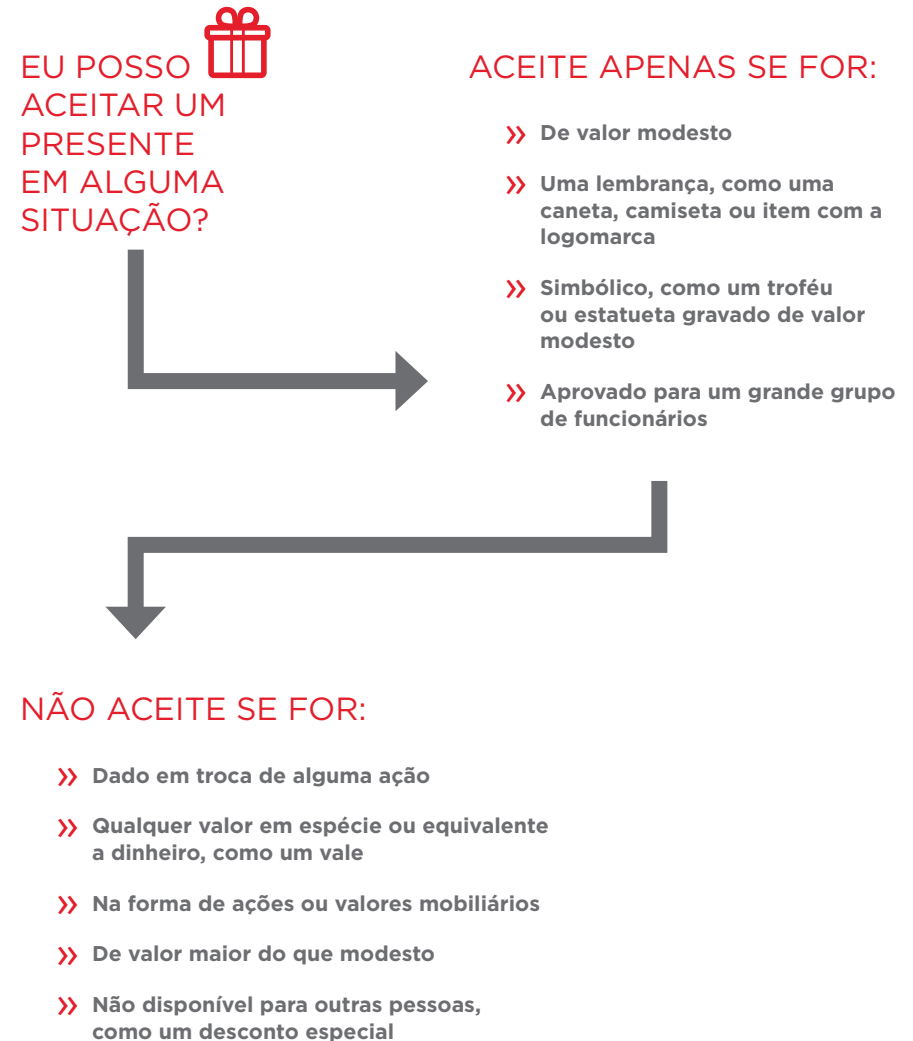 EU POSSO
ACEITAR UM
PRESENTE
EM ALGUMA
SITUAÇÃO?
ACEITE APENAS SE FOR:
De valor modesto
Uma lembrança, como uma
caneta, camiseta ou item com a
logomarca
Simbólico, como um troféu
ou estatueta gravado de valor
modesto
Aprovado para um grande grupo
de funcionários
NÃO ACEITE SE FOR:
Dado em troca de alguma ação
Qualquer valor em espécie ou equivalente
a dinheiro, como um vale
Na forma de ações ou valores mobiliários
De valor maior do que modesto
Não disponível para outras pessoas,
como um desconto especial